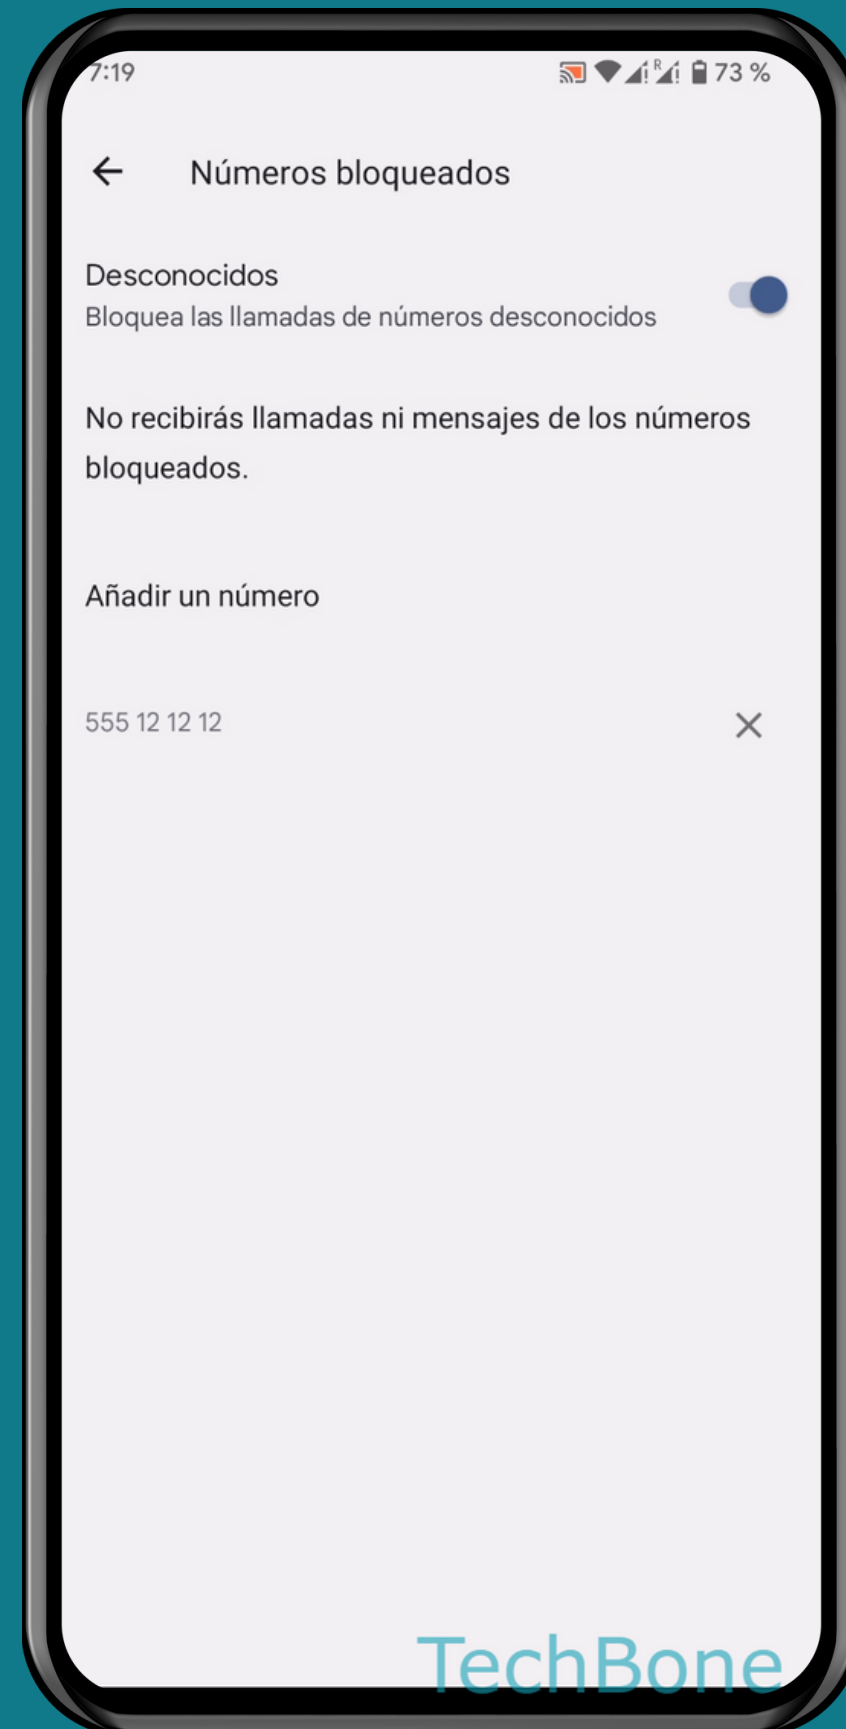 7:19 R 73 %
Números bloqueados
Desconocidos
Bloquea las llamadas de números desconocidos
No recibirás llamadas ni mensajes de los números
bloqueados.
Añadir un número
555 12 12 12
TechBone